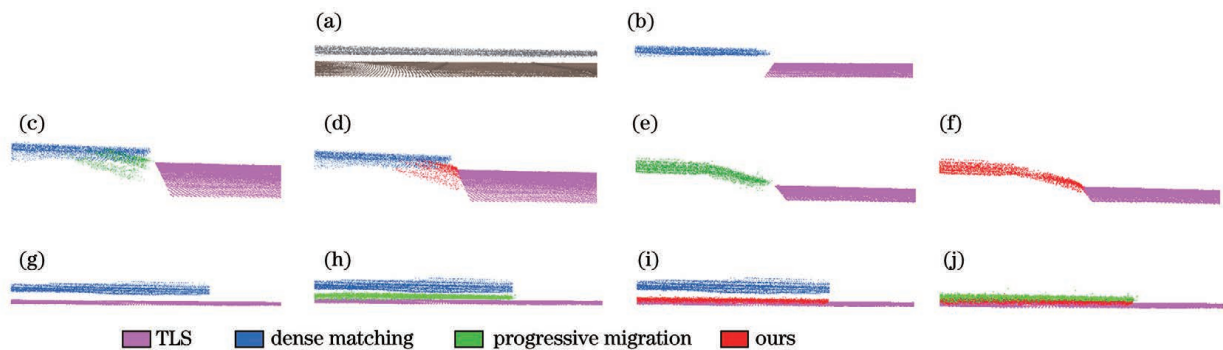 (a) (b)
(c) (d) (e) (f)
(g) (h) (i) (j)
TLS dense matching progressive migration ours